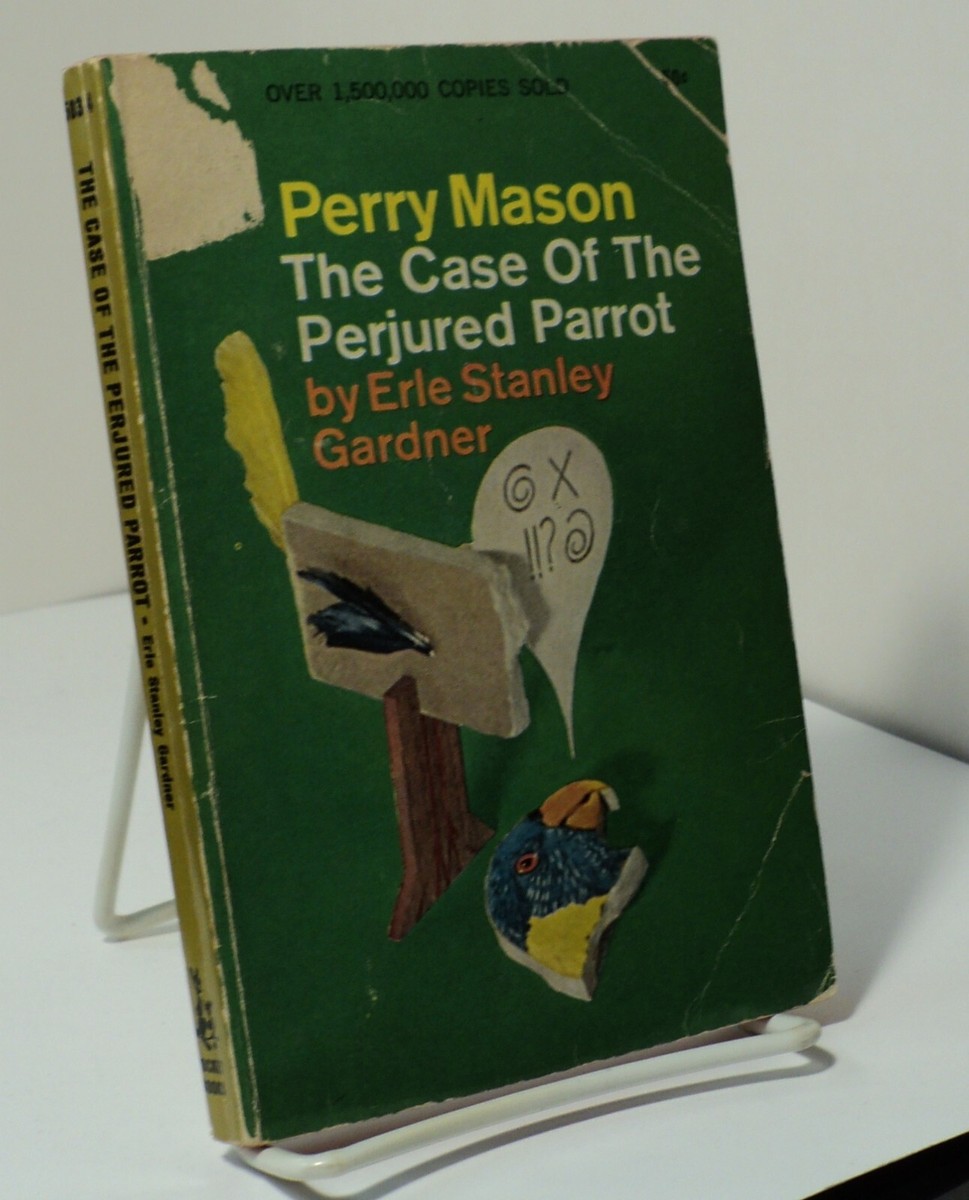 OVER 1,500,000 COPIES SOLD
Perry Mason
The Case Of The
Perjured Parrot
by Erle Stanley
Gardner
X
!!?
THE CASE OF THE PERJURED PARROT • Erle Stanley Gardner